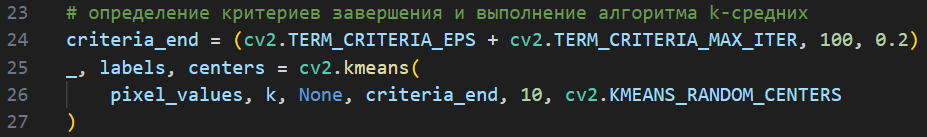 23 # определение критериев завершения и выполнение алгоритма k-средних
24 criteria_end = (cv2.TERM_CRITERIA_EPS + cv2.TERM_CRITERIA_MAX_ITER, 100, 0.2)
25 _, labels, centers = cv2.kmeans(
26     pixel_values, k, None, criteria_end, 10, cv2.KMEANS_RANDOM_CENTERS
27 )